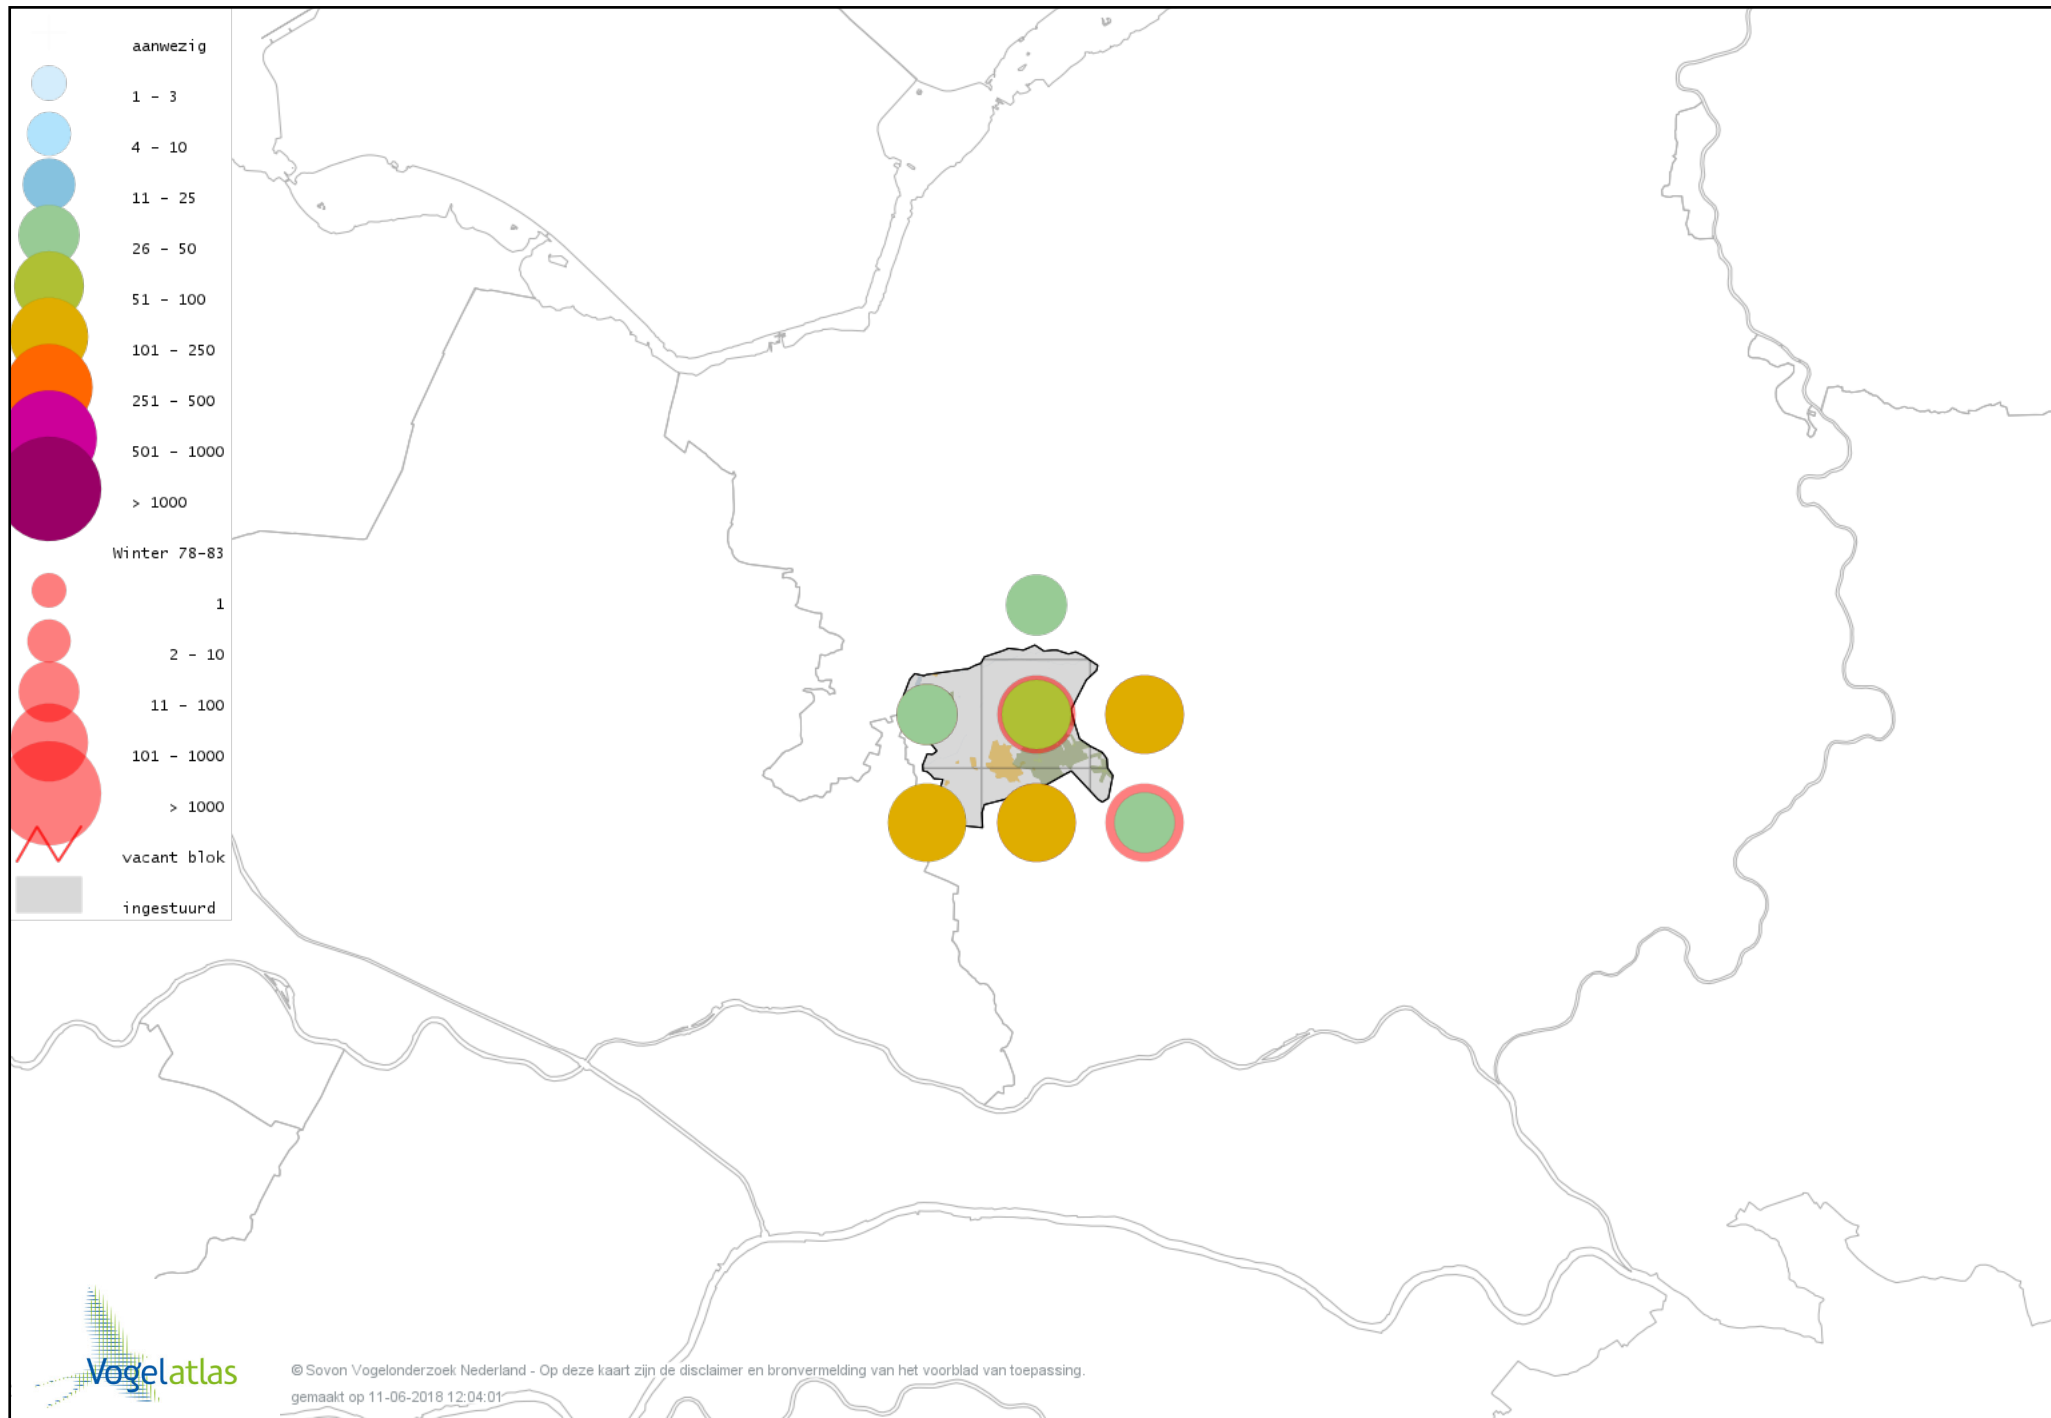 aanwezig
1 - 3
4 - 10
11 - 25
26 - 50
51 - 100
101 - 250
251 - 500
501 - 1000
> 1000
Winter 78-83
1
2 - 10
11 - 100
101 - 1000
> 1000
vacant blok
ingestuurd
Vogelatlas
© Sovon Vogelonderzoek Nederland - Op deze kaart zijn de disclaimer en bronvermelding van het voorblad van toepassing.
gemaakt op 11-06-2018 12:04:01